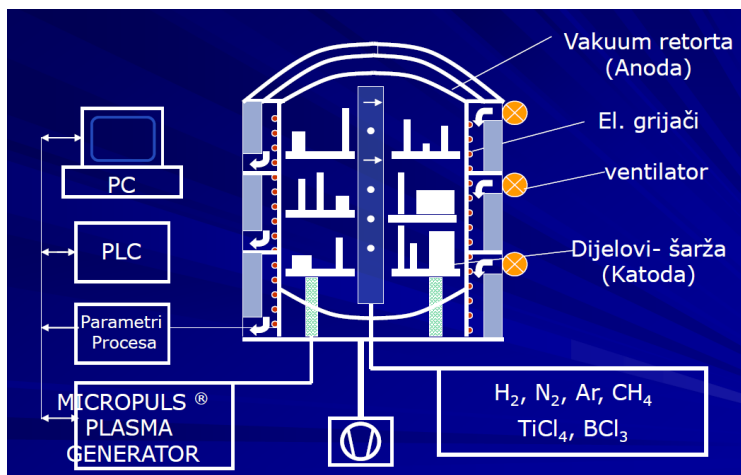 Vakuum retorta
(Anoda)
El. grijači
ventilator
Dijelovi- šarža
(Katoda)
PC
PLC
Parametri
Procesa
MICROPULS ®
PLASMA
GENERATOR
H₂, N₂, Ar, CH₄
TiCl₄, BCl₃